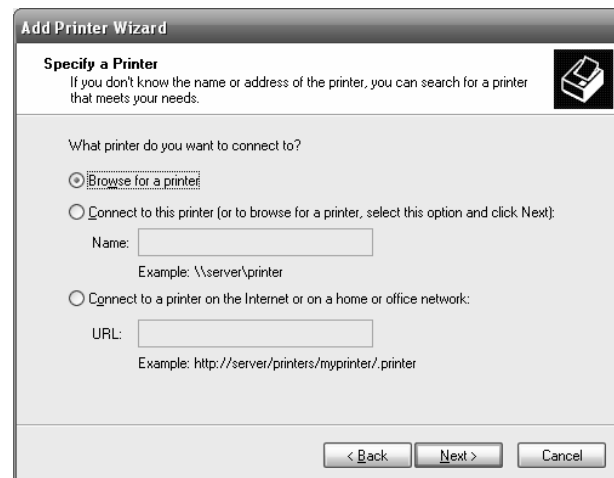 Add Printer Wizard
Specify a Printer
If you don't know the name or address of the printer, you can search for a printer
that meets your needs.
What printer do you want to connect to?
Browse for a printer
Connect to this printer (or to browse for a printer, select this option and click Next):
Name:
Example: \\server\printer
Connect to a printer on the Internet or on a home or office network:
URL:
Example: http://server/printers/myprinter/.printer
< Back Next > Cancel